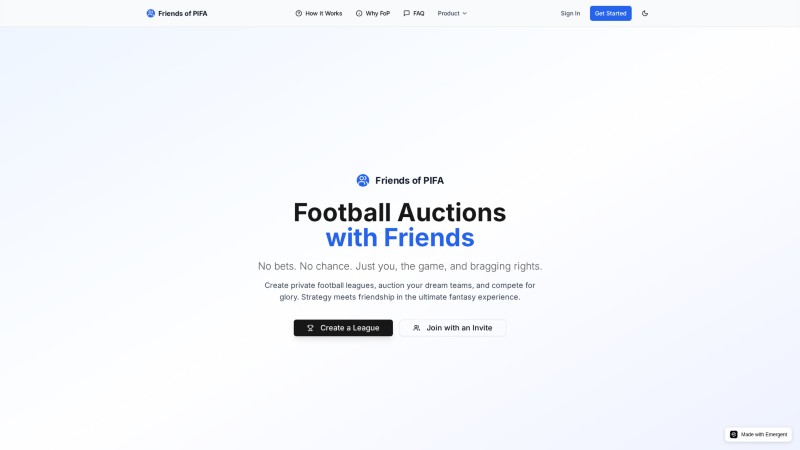 Friends of PIFA
How It Works
Why FoP
FAQ
Product
Sign In
Get Started
Friends of PIFA
Football Auctions
with Friends
No bets. No chance. Just you, the game, and bragging rights.
Create private football leagues, auction your dream teams, and compete for
glory. Strategy meets friendship in the ultimate fantasy experience.
Create a League
Join with an Invite
Made with Emergent